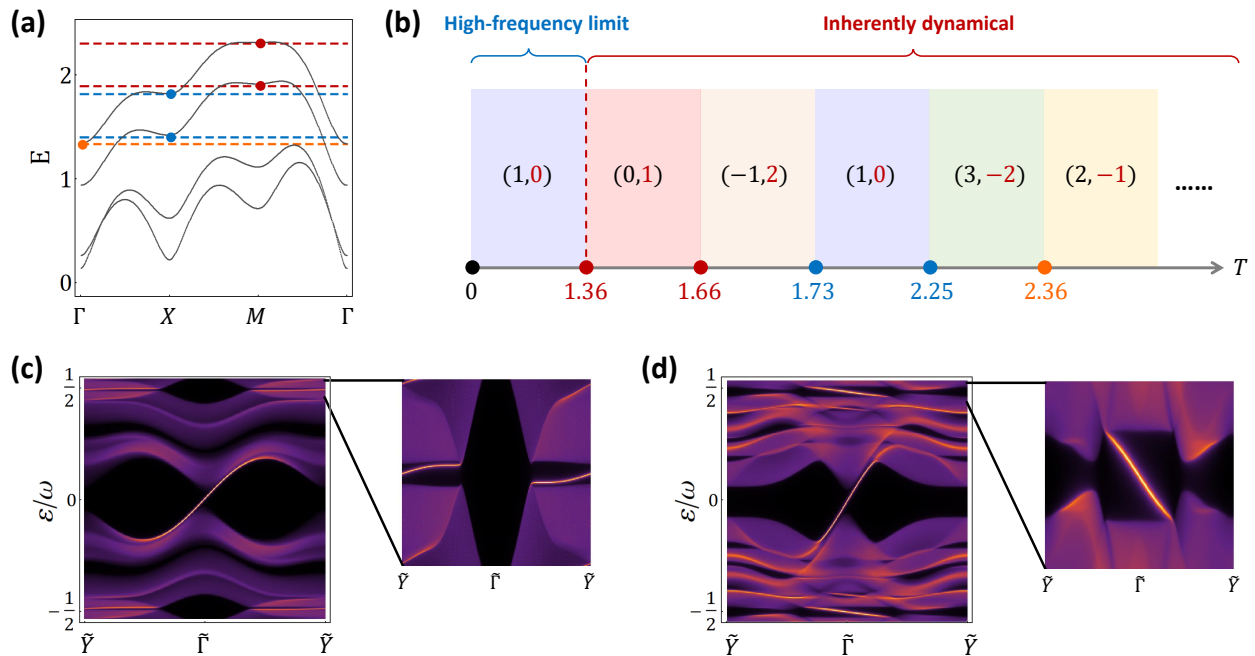 (a)
E
2
1
0
Γ X M Γ
(b)
High-frequency limit
Inherently dynamical
(1,0) (0,1) (−1,2) (1,0) (3,−2) (2,−1) ......
T
0 1.36 1.66 1.73 2.25 2.36
(c)
ε/ω
1/2
0
−1/2
Ỹ Γ̃ Ỹ
Ỹ Γ̃ Ỹ
(d)
ε/ω
1/2
0
−1/2
Ỹ Γ̃ Ỹ
Ỹ Γ̃ Ỹ